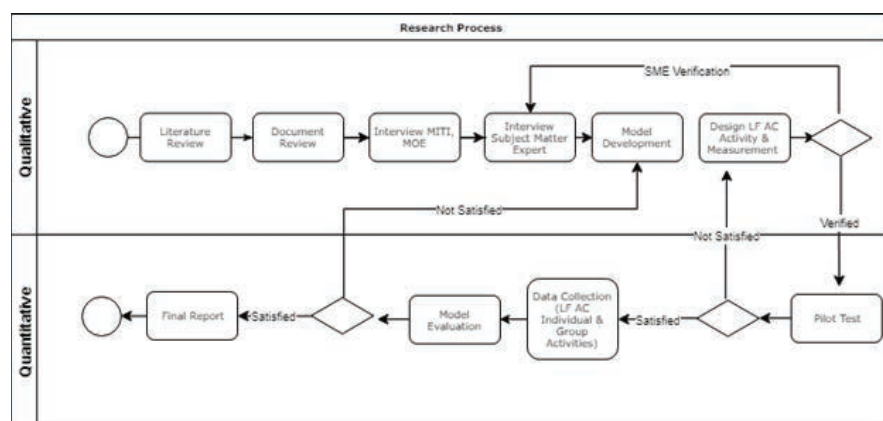 Research Process
Qualitative
SME Verification
Literature
Review
Document
Review
Interview MITI,
MOE
Interview
Subject Matter
Expert
Model
Development
Design LF AC
Activity &
Measurement
Not Satisfied
Verified
Not Satisfied
Quantitative
Final Report
Satisfied
Model
Evaluation
Data Collection
(LF AC
Individual &
Group
Activities)
Satisfied
Pilot Test